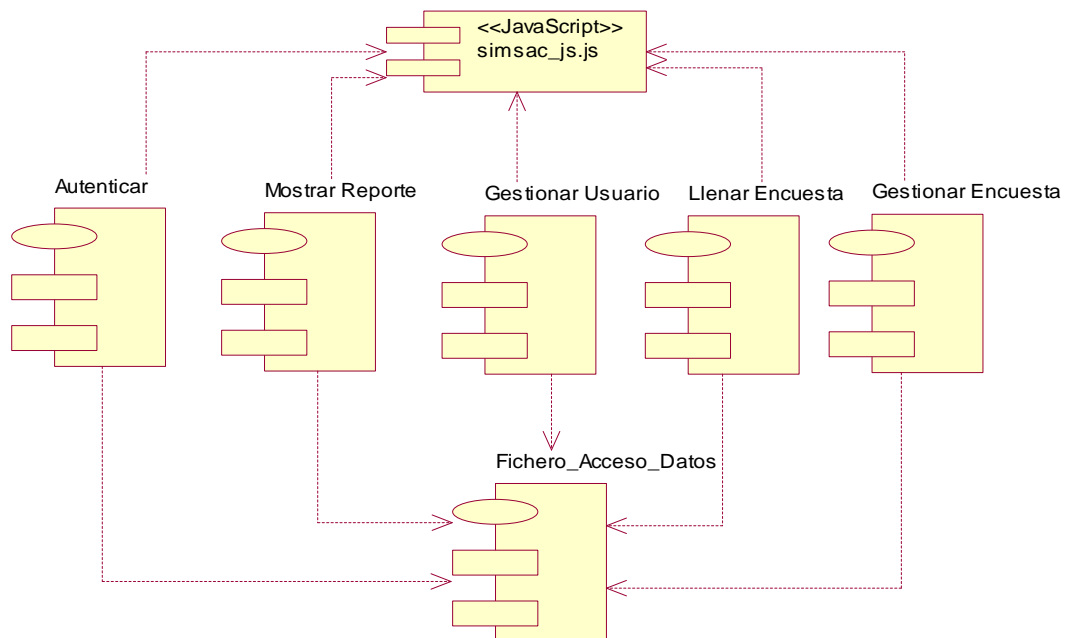 <<JavaScript>>
simsac_js.js
Autenticar
Mostrar Reporte
Gestionar Usuario
Llenar Encuesta
Gestionar Encuesta
Fichero_Acceso_Datos